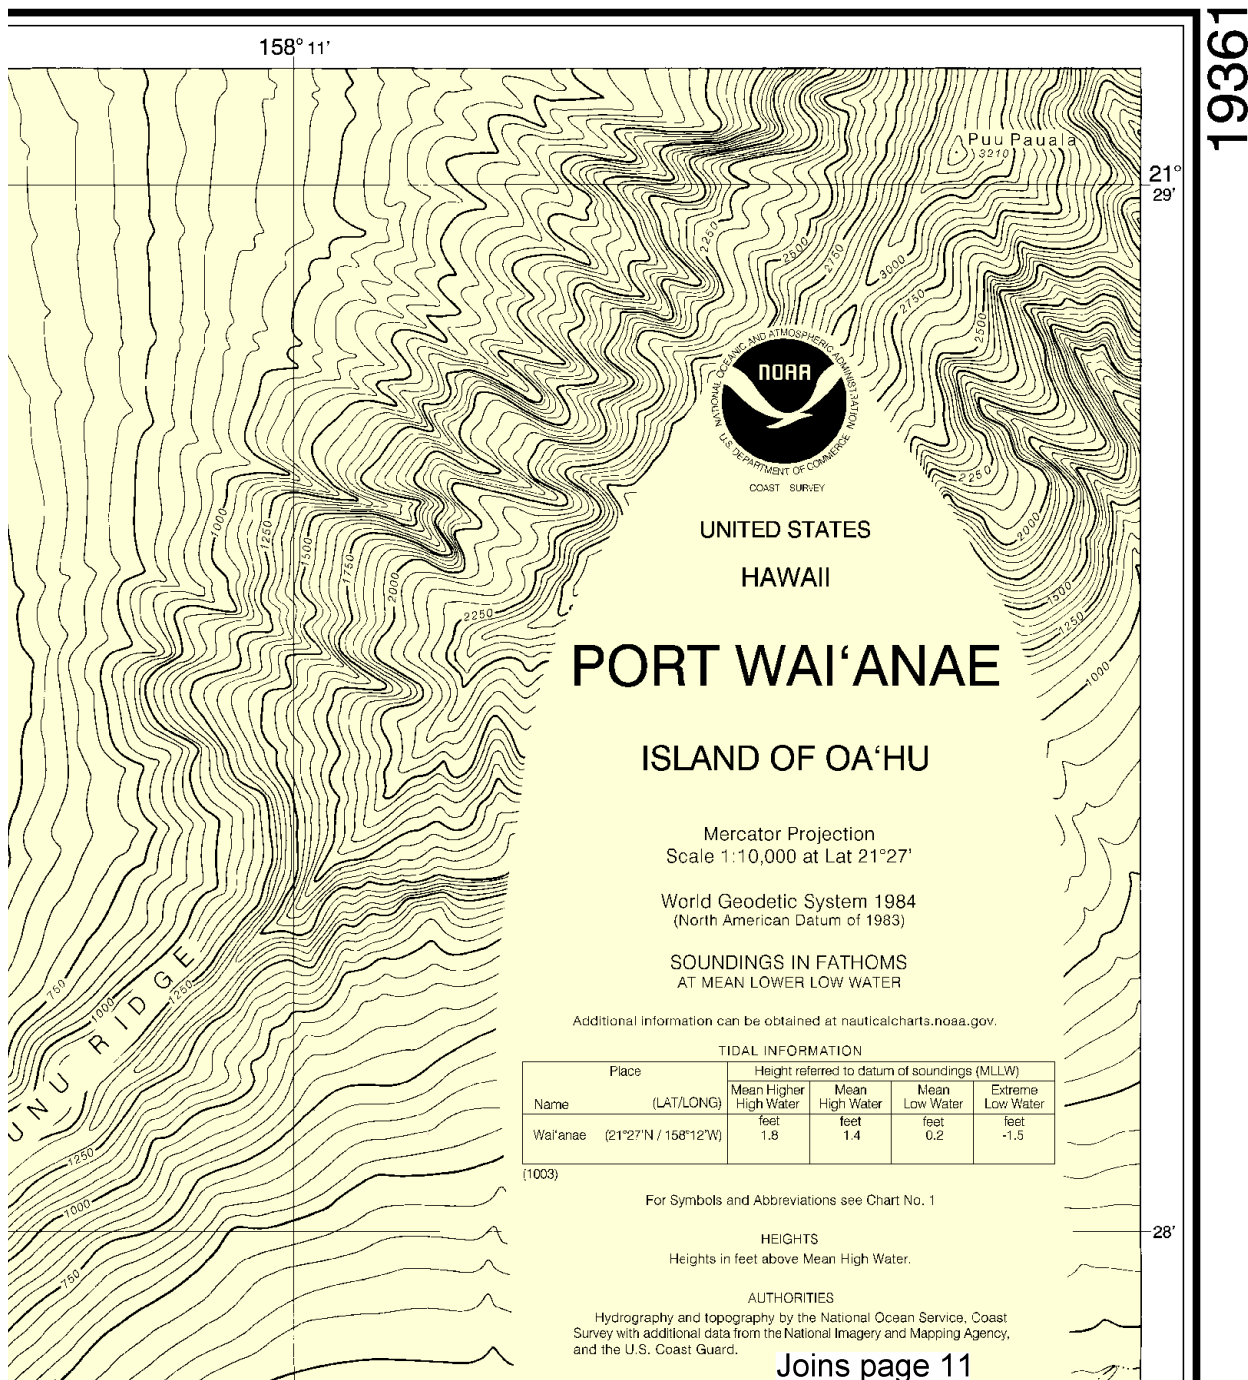 19361
158° 11'
Puu Pauala
3210
21°
29'
2250
2500
2750
3000
2750
2500
NATIONAL OCEANIC AND ATMOSPHERIC ADMINISTRATION
NOAA
U.S. DEPARTMENT OF COMMERCE
2250
COAST SURVEY
1000
1250
1500
1750
2000
2250
2000
1500
1250
1000
UNITED STATES
HAWAII
PORT WAI‘ANAE
ISLAND OF OA‘HU
Mercator Projection
Scale 1:10,000 at Lat 21°27'
World Geodetic System 1984
(North American Datum of 1983)
SOUNDINGS IN FATHOMS
AT MEAN LOWER LOW WATER
Additional information can be obtained at nauticalcharts.noaa.gov.
750
1000
1250
UNU RIDGE
1250
1000
750
TIDAL INFORMATION
Place Height referred to datum of soundings (MLLW)
Name (LAT/LONG) Mean Higher High Water Mean High Water Mean Low Water Extreme Low Water
feet feet feet feet
Wai‘anae (21°27'N / 158°12'W) 1.8 1.4 0.2 -1.5
(1003)
For Symbols and Abbreviations see Chart No. 1
28'
HEIGHTS
Heights in feet above Mean High Water.
AUTHORITIES
Hydrography and topography by the National Ocean Service, Coast
Survey with additional data from the National Imagery and Mapping Agency,
and the U.S. Coast Guard.
Joins page 11